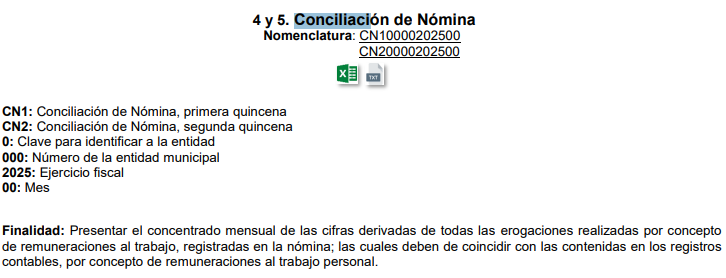 4 y 5. Conciliación de Nómina
Nomenclatura: CN10000202500
CN20000202500
TXT
CN1: Conciliación de Nómina, primera quincena
CN2: Conciliación de Nómina, segunda quincena
0: Clave para identificar a la entidad
000: Número de la entidad municipal
2025: Ejercicio fiscal
00: Mes
Finalidad: Presentar el concentrado mensual de las cifras derivadas de todas las erogaciones realizadas por concepto
de remuneraciones al trabajo, registradas en la nómina; las cuales deben de coincidir con las contenidas en los registros
contables, por concepto de remuneraciones al trabajo personal.